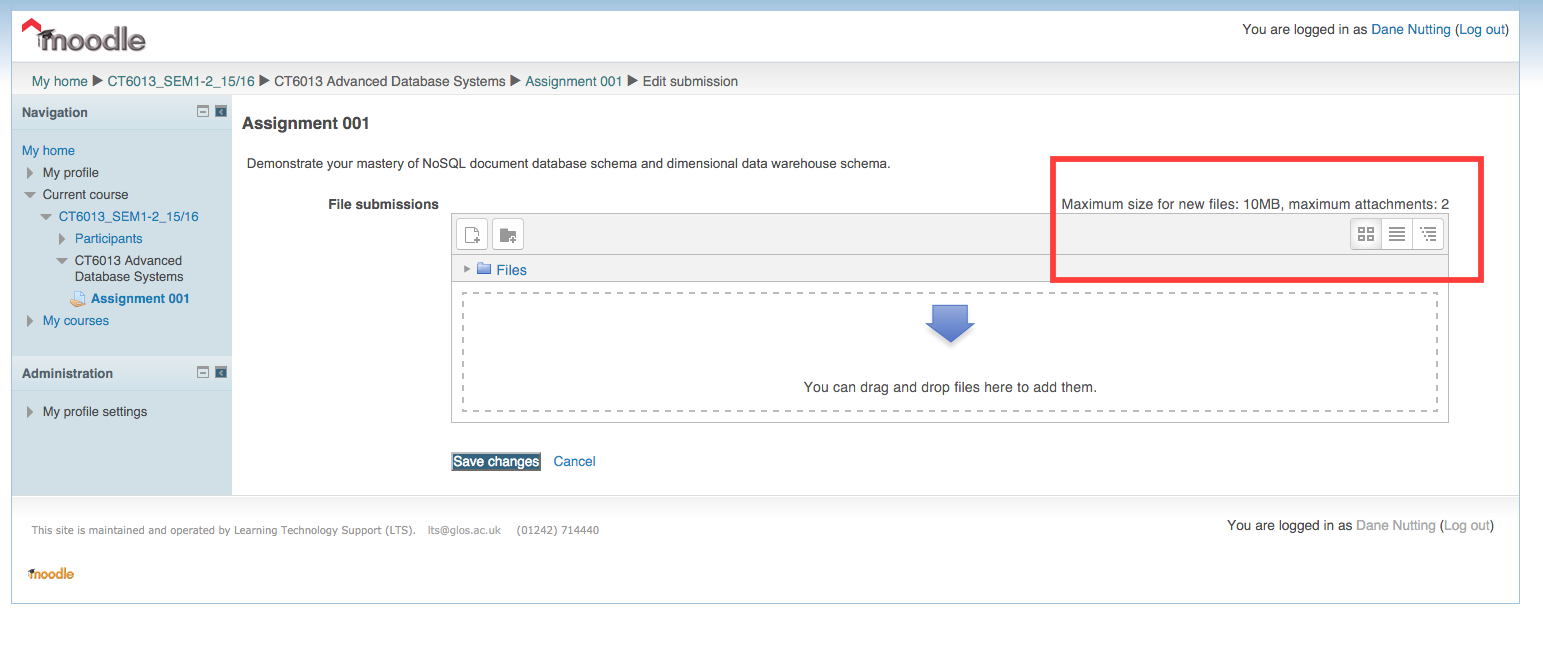 moodle
You are logged in as Dane Nutting (Log out)
My home ▶ CT6013_SEM1-2_15/16 ▶ CT6013 Advanced Database Systems ▶ Assignment 001 ▶ Edit submission
Navigation
My home
My profile
Current course
CT6013_SEM1-2_15/16
Participants
CT6013 Advanced
Database Systems
Assignment 001
My courses
Administration
My profile settings
Assignment 001
Demonstrate your mastery of NoSQL document database schema and dimensional data warehouse schema.
File submissions
Maximum size for new files: 10MB, maximum attachments: 2
Files
You can drag and drop files here to add them.
Save changes Cancel
This site is maintained and operated by Learning Technology Support (LTS). lts@glos.ac.uk (01242) 714440
You are logged in as Dane Nutting (Log out)
moodle